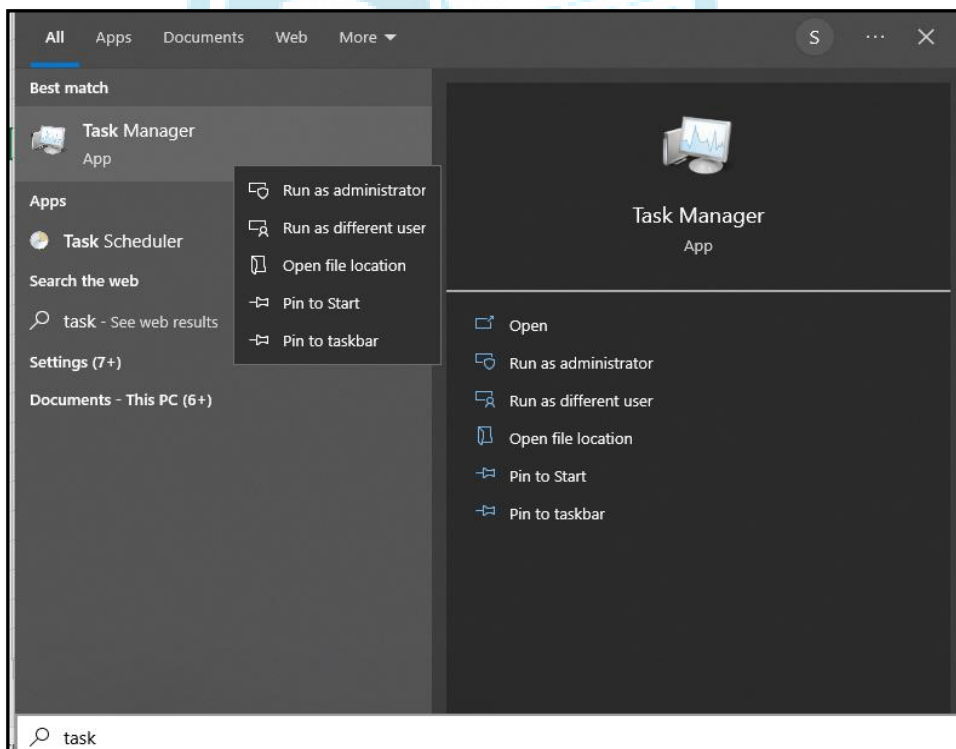 All Apps Documents Web More S ...
Best match
Task Manager
App
Apps
Task Scheduler
Search the web
task - See web results
Settings (7+)
Documents - This PC (6+)
Run as administrator
Run as different user
Open file location
Pin to Start
Pin to taskbar
Task Manager
App
Open
Run as administrator
Run as different user
Open file location
Pin to Start
Pin to taskbar
task